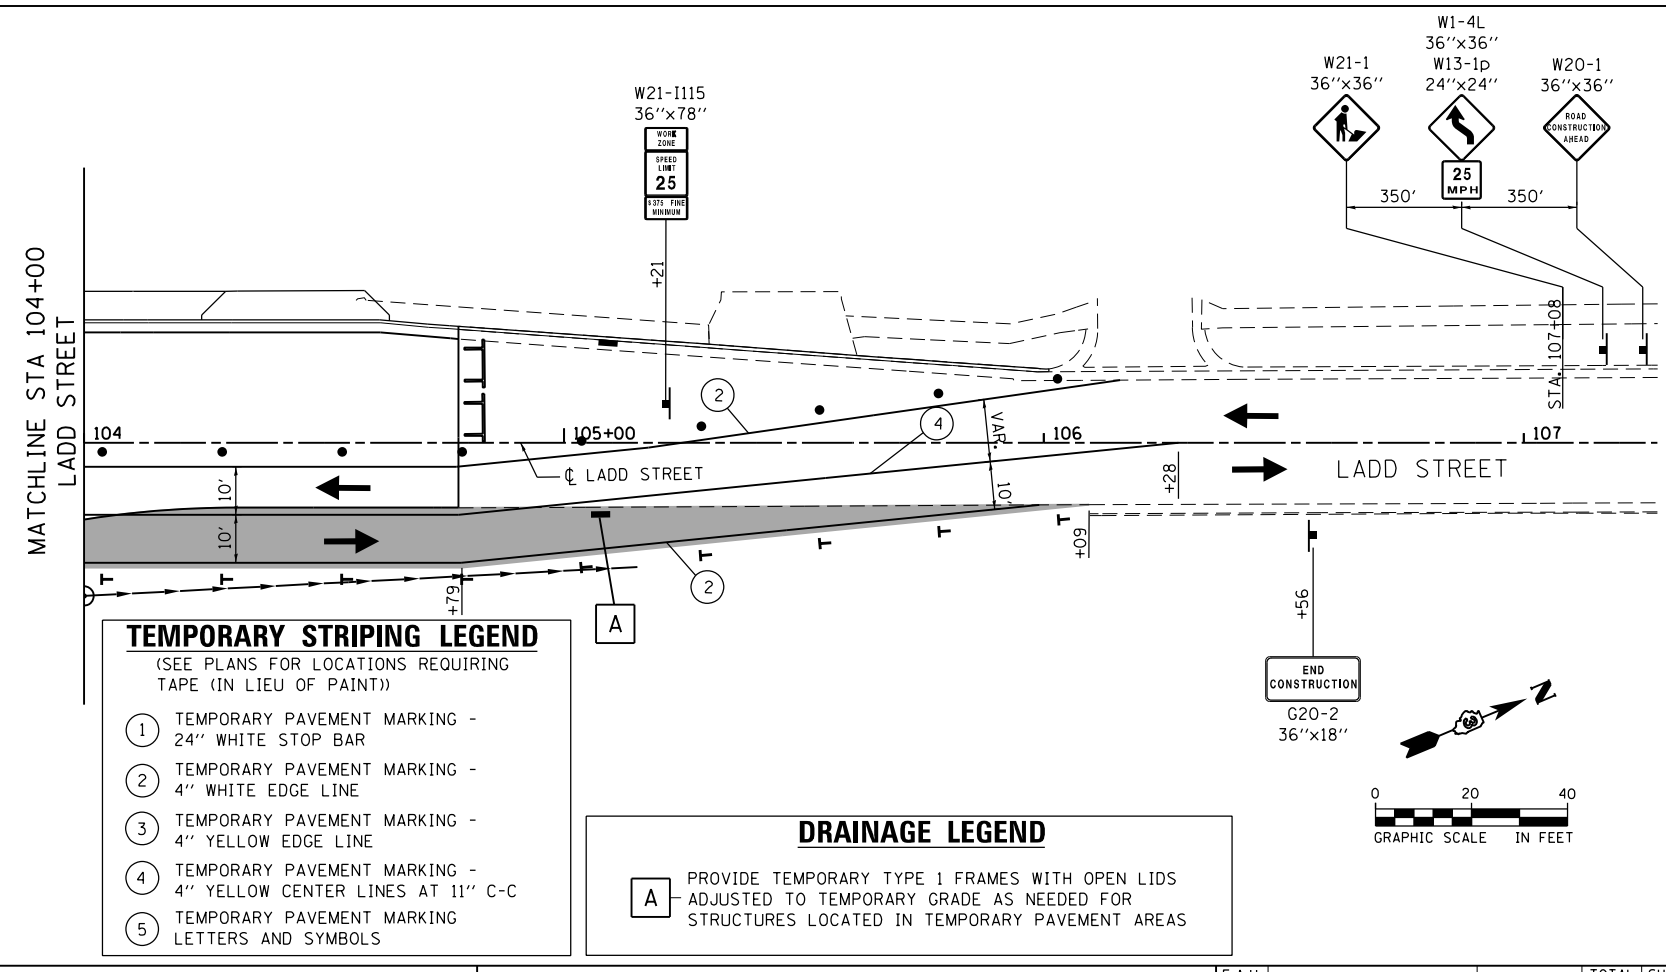 W21-1
36''x36''
W1-4L
36''x36''
W13-1p
24''x24''
W20-1
36''x36''
W21-I115
36''x78''
WORK
ZONE
SPEED
LIMIT
25
$375 FINE
MINIMUM
25
MPH
ROAD
CONSTRUCTION
AHEAD
350'
350'
+21
MATCHLINE STA 104+00
LADD STREET
104
105+00
106
107
STA. 107+08
2
4
VAR.
10'
10'
10'
℄ LADD STREET
LADD STREET
+28
+09
+79
2
A
+56
END
CONSTRUCTION
G20-2
36''x18''
N
3
0 20 40
GRAPHIC SCALE IN FEET
TEMPORARY STRIPING LEGEND
(SEE PLANS FOR LOCATIONS REQUIRING
TAPE (IN LIEU OF PAINT))
1 TEMPORARY PAVEMENT MARKING -
24'' WHITE STOP BAR
2 TEMPORARY PAVEMENT MARKING -
4'' WHITE EDGE LINE
3 TEMPORARY PAVEMENT MARKING -
4'' YELLOW EDGE LINE
4 TEMPORARY PAVEMENT MARKING -
4'' YELLOW CENTER LINES AT 11'' C-C
5 TEMPORARY PAVEMENT MARKING
LETTERS AND SYMBOLS
DRAINAGE LEGEND
A PROVIDE TEMPORARY TYPE 1 FRAMES WITH OPEN LIDS
ADJUSTED TO TEMPORARY GRADE AS NEEDED FOR
STRUCTURES LOCATED IN TEMPORARY PAVEMENT AREAS